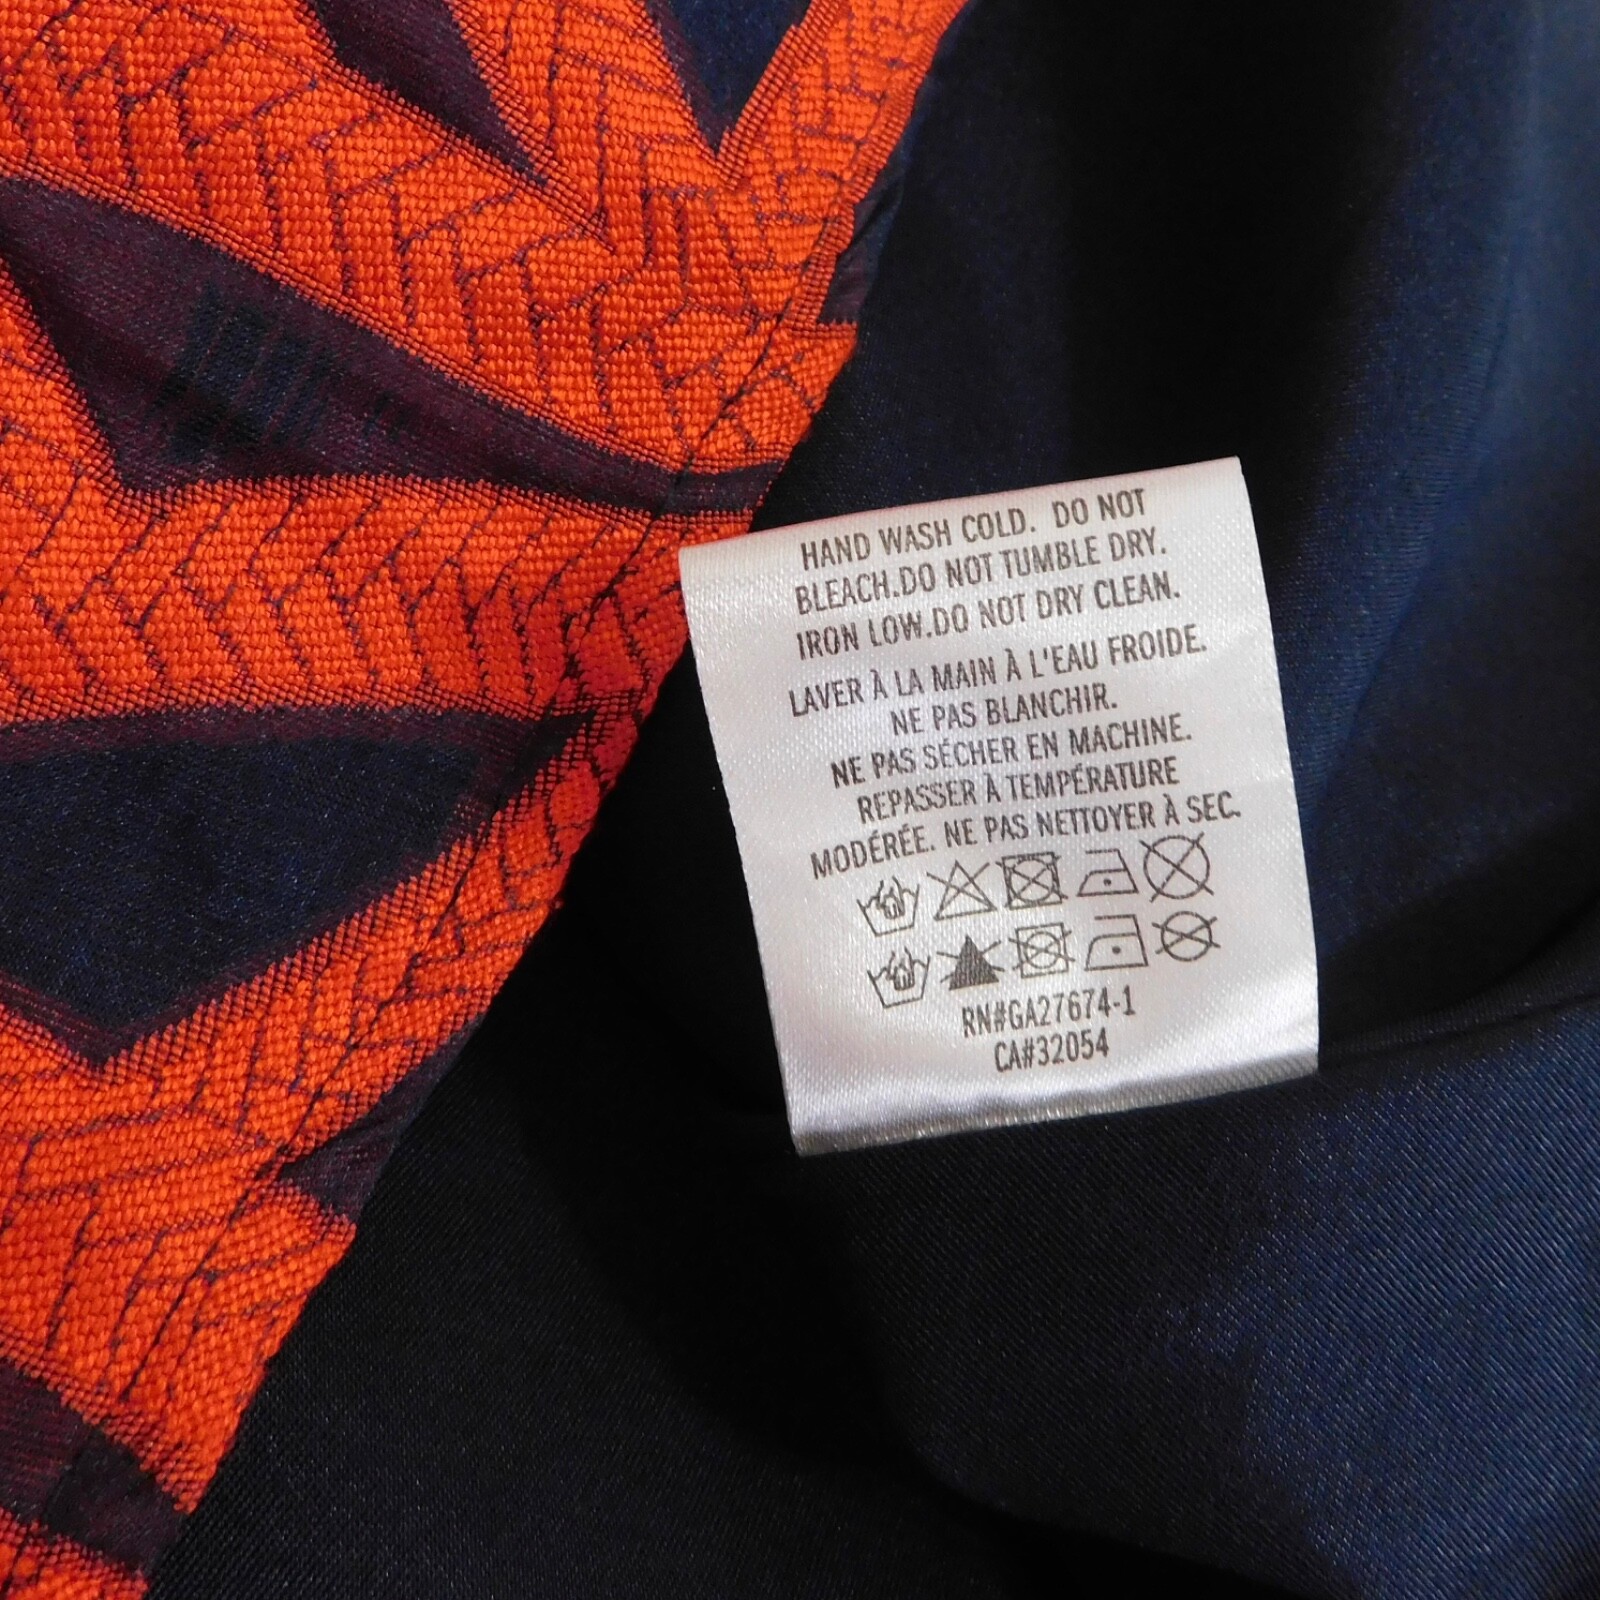 HAND WASH COLD. DO NOT
BLEACH.DO NOT TUMBLE DRY.
IRON LOW.DO NOT DRY CLEAN.
LAVER À LA MAIN À L'EAU FROIDE.
NE PAS BLANCHIR.
NE PAS SÉCHER EN MACHINE.
REPASSER À TEMPÉRATURE
MODÉRÉE. NE PAS NETTOYER À SEC.
RN#GA27674-1
CA#32054